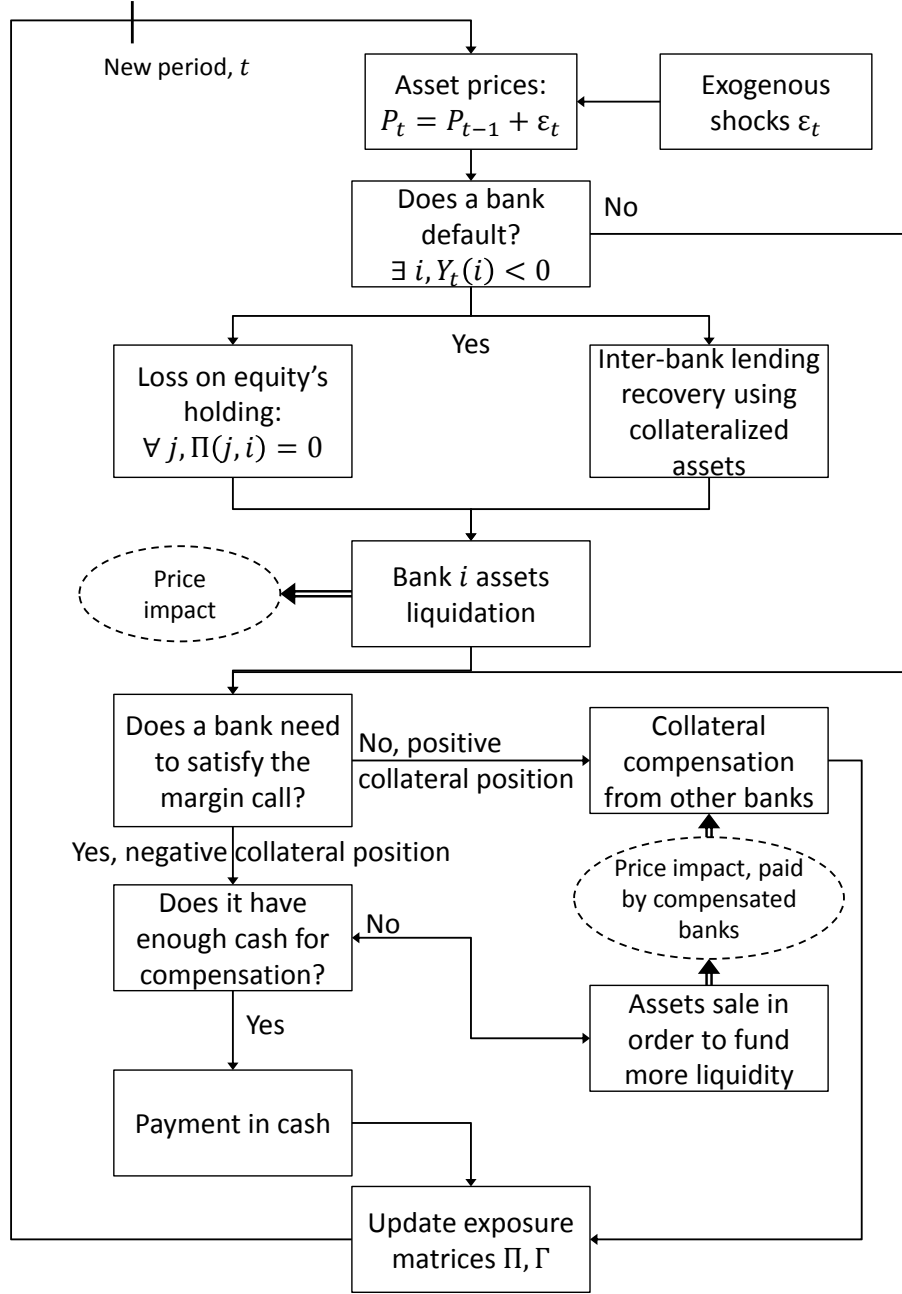 New period, t
Asset prices:
P_t = P_{t−1} + ε_t
Exogenous
shocks ε_t
Does a bank
default?
∃ i, Y_t(i) < 0
No
Yes
Loss on equity’s
holding:
∀ j, Π(j, i) = 0
Inter-bank lending
recovery using
collateralized
assets
Price
impact
Bank i assets
liquidation
Does a bank need
to satisfy the
margin call?
No, positive
collateral position
Collateral
compensation
from other banks
Yes, negative collateral position
Price impact, paid
by compensated
banks
Does it have
enough cash for
compensation?
No
Assets sale in
order to fund
more liquidity
Yes
Payment in cash
Update exposure
matrices Π, Γ